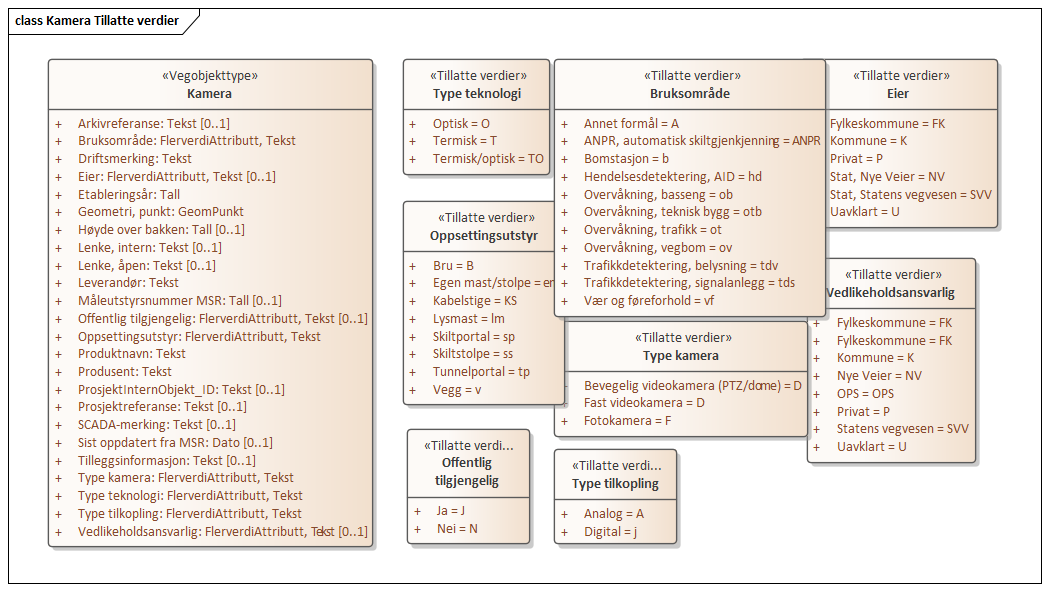 class Kamera Tillatte verdier
«Vegobjekttype»
Kamera
+ Arkivreferanse: Tekst [0..1]
+ Bruksområde: FlerverdiAttributt, Tekst
+ Driftsmerking: Tekst
+ Eier: FlerverdiAttributt, Tekst [0..1]
+ Etableringsår: Tall
+ Geometri, punkt: GeomPunkt
+ Høyde over bakken: Tall [0..1]
+ Lenke, intern: Tekst [0..1]
+ Lenke, åpen: Tekst [0..1]
+ Leverandør: Tekst
+ Måleutstyrsnummer MSR: Tall [0..1]
+ Offentlig tilgjengelig: FlerverdiAttributt, Tekst [0..1]
+ Oppsettingsutstyr: FlerverdiAttributt, Tekst
+ Produktnavn: Tekst
+ Produsent: Tekst
+ ProsjektInternObjekt_ID: Tekst [0..1]
+ Prosjektreferanse: Tekst [0..1]
+ SCADA-merking: Tekst [0..1]
+ Sist oppdatert fra MSR: Dato [0..1]
+ Tilleggsinformasjon: Tekst [0..1]
+ Type kamera: FlerverdiAttributt, Tekst
+ Type teknologi: FlerverdiAttributt, Tekst
+ Type tilkopling: FlerverdiAttributt, Tekst
+ Vedlikeholdsansvarlig: FlerverdiAttributt, Tekst [0..1]
«Tillatte verdier»
Type teknologi
+ Optisk = O
+ Termisk = T
+ Termisk/optisk = TO
«Tillatte verdier»
Oppsettingsutstyr
+ Bru = B
+ Egen mast/stolpe = en
+ Kabelstige = KS
+ Lysmast = lm
+ Skiltportal = sp
+ Skiltstolpe = ss
+ Tunnelportal = tp
+ Vegg = v
«Tillatte verdi...
Offentlig
tilgjengelig
+ Ja = J
+ Nei = N
«Tillatte verdier»
Bruksområde
+ Annet formål = A
+ ANPR, automatisk skiltgjenkjenning = ANPR
+ Bomstasjon = b
+ Hendelsesdetektering, AID = hd
+ Overvåkning, basseng = ob
+ Overvåkning, teknisk bygg = otb
+ Overvåkning, trafikk = ot
+ Overvåkning, vegbom = ov
+ Trafikkdetektering, belysning = tdv
+ Trafikkdetektering, signalanlegg = tds
+ Vær og føreforhold = vf
«Tillatte verdier»
Type kamera
Bevegelig videokamera (PTZ/dome) = D
Fast videokamera = D
+ Fotokamera = F
«Tillatte verdi...
Type tilkopling
+ Analog = A
+ Digital = j
«Tillatte verdier»
Eier
Fylkeskommune = FK
Kommune = K
Privat = P
Stat, Nye Veier = NV
Stat, Statens vegvesen = SVV
Uavklart = U
«Tillatte verdier»
Vedlikeholdsansvarlig
+ Fylkeskommune = FK
+ Fylkeskommune = FK
+ Kommune = K
+ Nye Veier = NV
+ OPS = OPS
+ Privat = P
+ Statens vegvesen = SVV
+ Uavklart = U